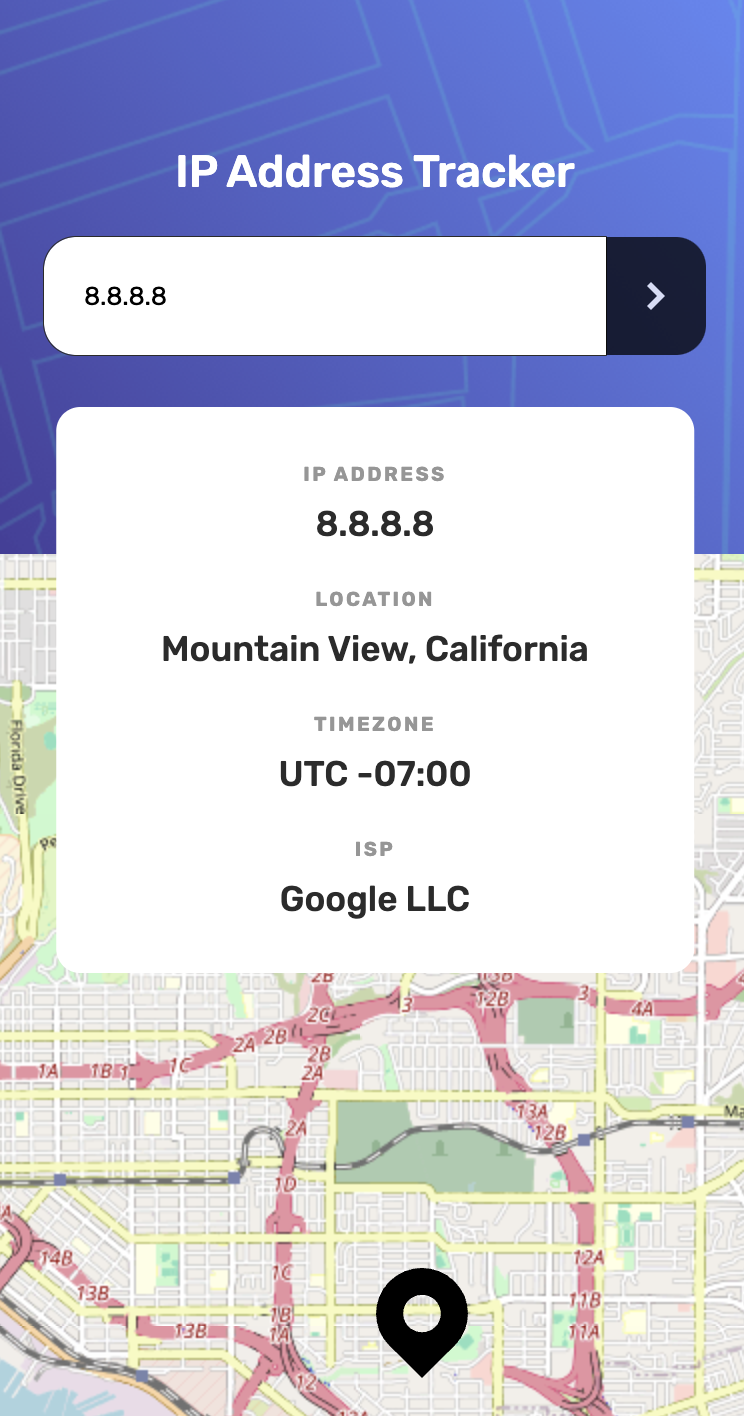 IP Address Tracker
8.8.8.8
IP ADDRESS
8.8.8.8
LOCATION
Mountain View, California
TIMEZONE
UTC -07:00
ISP
Google LLC
Florida Drive
2B
12B
2C
3
3
4A
2A
2B
2B
1A
1B
1
1C
2A
13A
12B
2A
1D
14B
13B
12A
1C
11B
1B
13B
1A
11A
12
13A